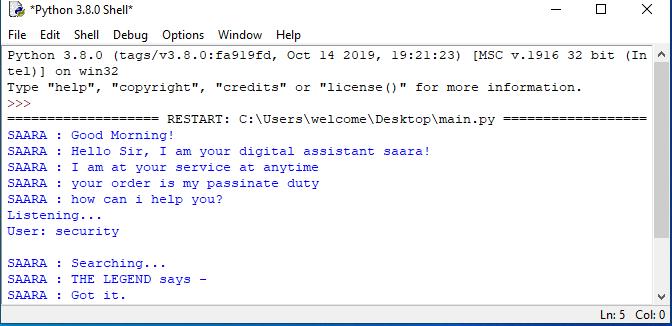 *Python 3.8.0 Shell*
File Edit Shell Debug Options Window Help
Python 3.8.0 (tags/v3.8.0:fa919fd, Oct 14 2019, 19:21:23) [MSC v.1916 32 bit (In
tel)] on win32
Type "help", "copyright", "credits" or "license()" for more information.
>>>
=================== RESTART: C:\Users\welcome\Desktop\main.py ==================
SAARA : Good Morning!
SAARA : Hello Sir, I am your digital assistant saara!
SAARA : I am at your service at anytime
SAARA : your order is my passinate duty
SAARA : how can i help you?
Listening...
User: security
SAARA : Searching...
SAARA : THE LEGEND says -
SAARA : Got it.
Ln: 5 Col: 0